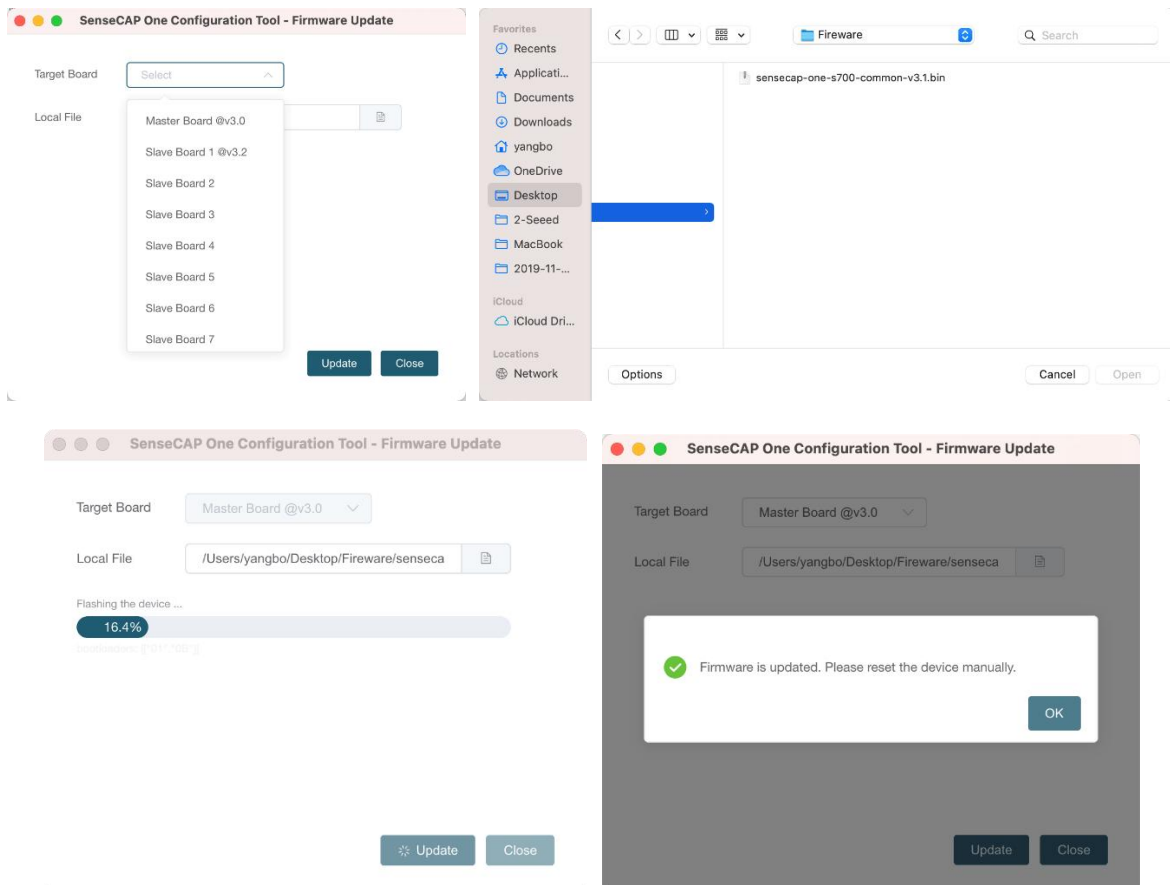 SenseCAP One Configuration Tool - Firmware Update
Target Board
Select
Local File
Master Board @v3.0
Slave Board 1 @v3.2
Slave Board 2
Slave Board 3
Slave Board 4
Slave Board 5
Slave Board 6
Slave Board 7
Update Close
Favorites
Recents
Applicati...
Documents
Downloads
yangbo
OneDrive
Desktop
2-Seeed
MacBook
2019-11-...
iCloud
iCloud Dri...
Locations
Network
Fireware
Search
sensecap-one-s700-common-v3.1.bin
Options
Cancel Open
SenseCAP One Configuration Tool - Firmware Update
Target Board Master Board @v3.0
Local File /Users/yangbo/Desktop/Fireware/senseca
Flashing the device ...
16.4%
Update Close
SenseCAP One Configuration Tool - Firmware Update
Target Board Master Board @v3.0
Local File /Users/yangbo/Desktop/Fireware/senseca
Firmware is updated. Please reset the device manually.
OK
Update Close